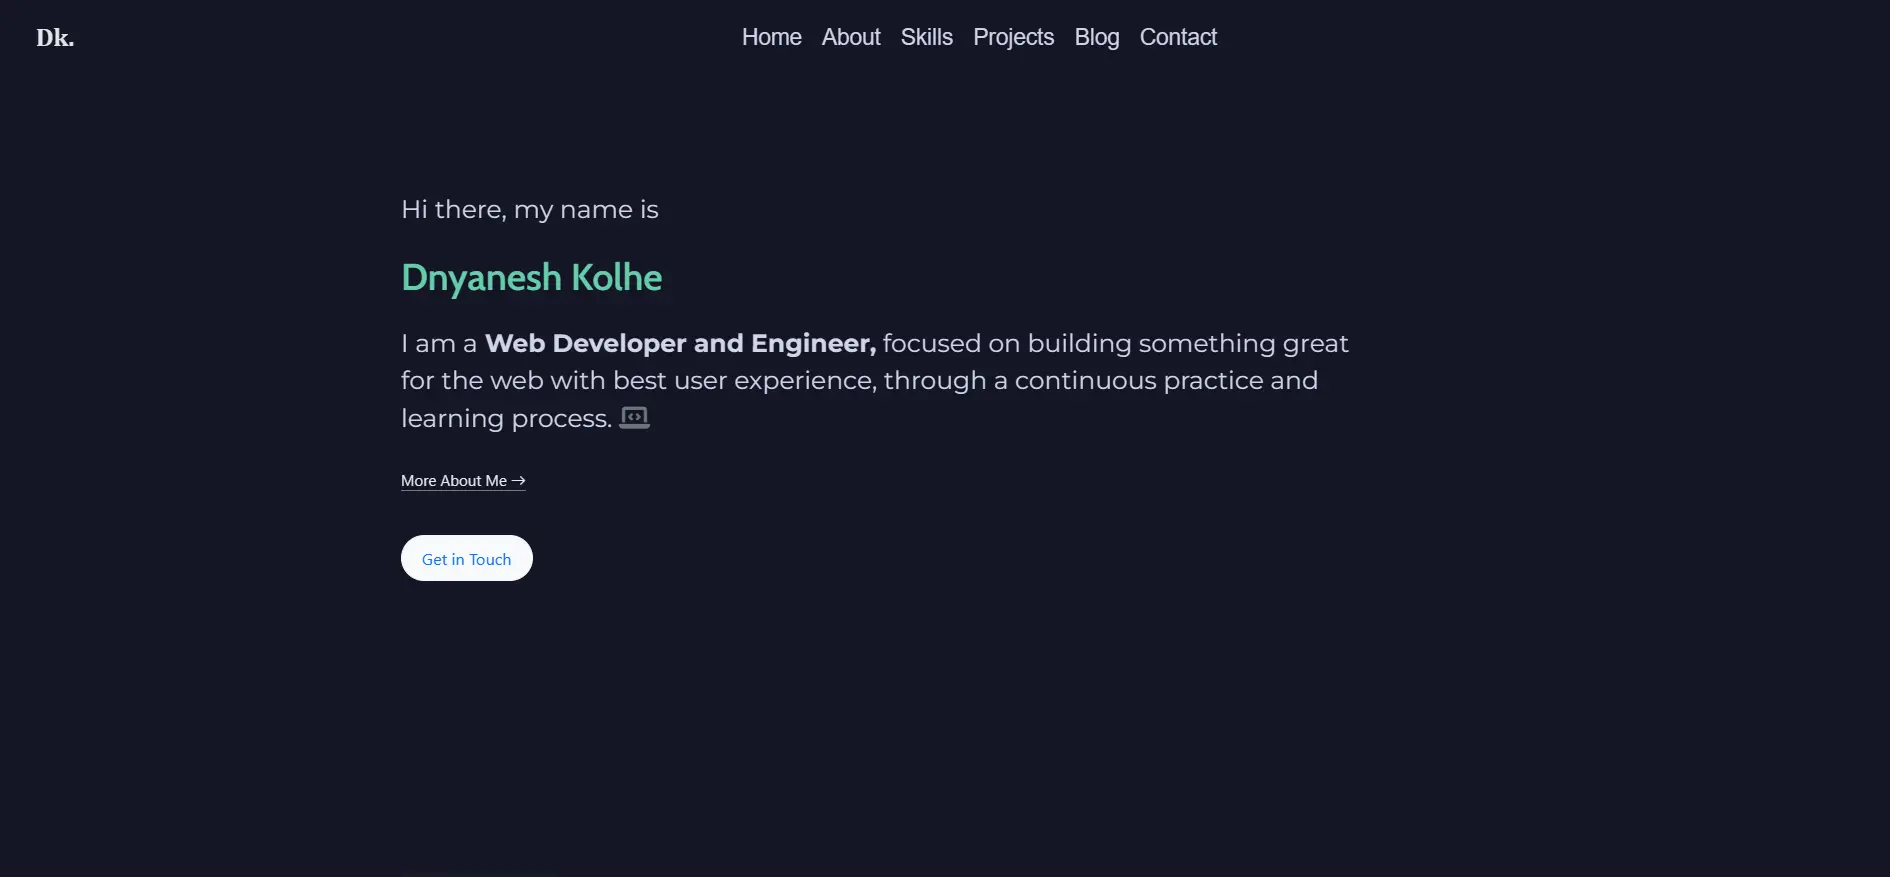 Dk.
Home About Skills Projects Blog Contact
Hi there, my name is
Dnyanesh Kolhe
I am a Web Developer and Engineer, focused on building something great
for the web with best user experience, through a continuous practice and
learning process.
More About Me →
Get in Touch